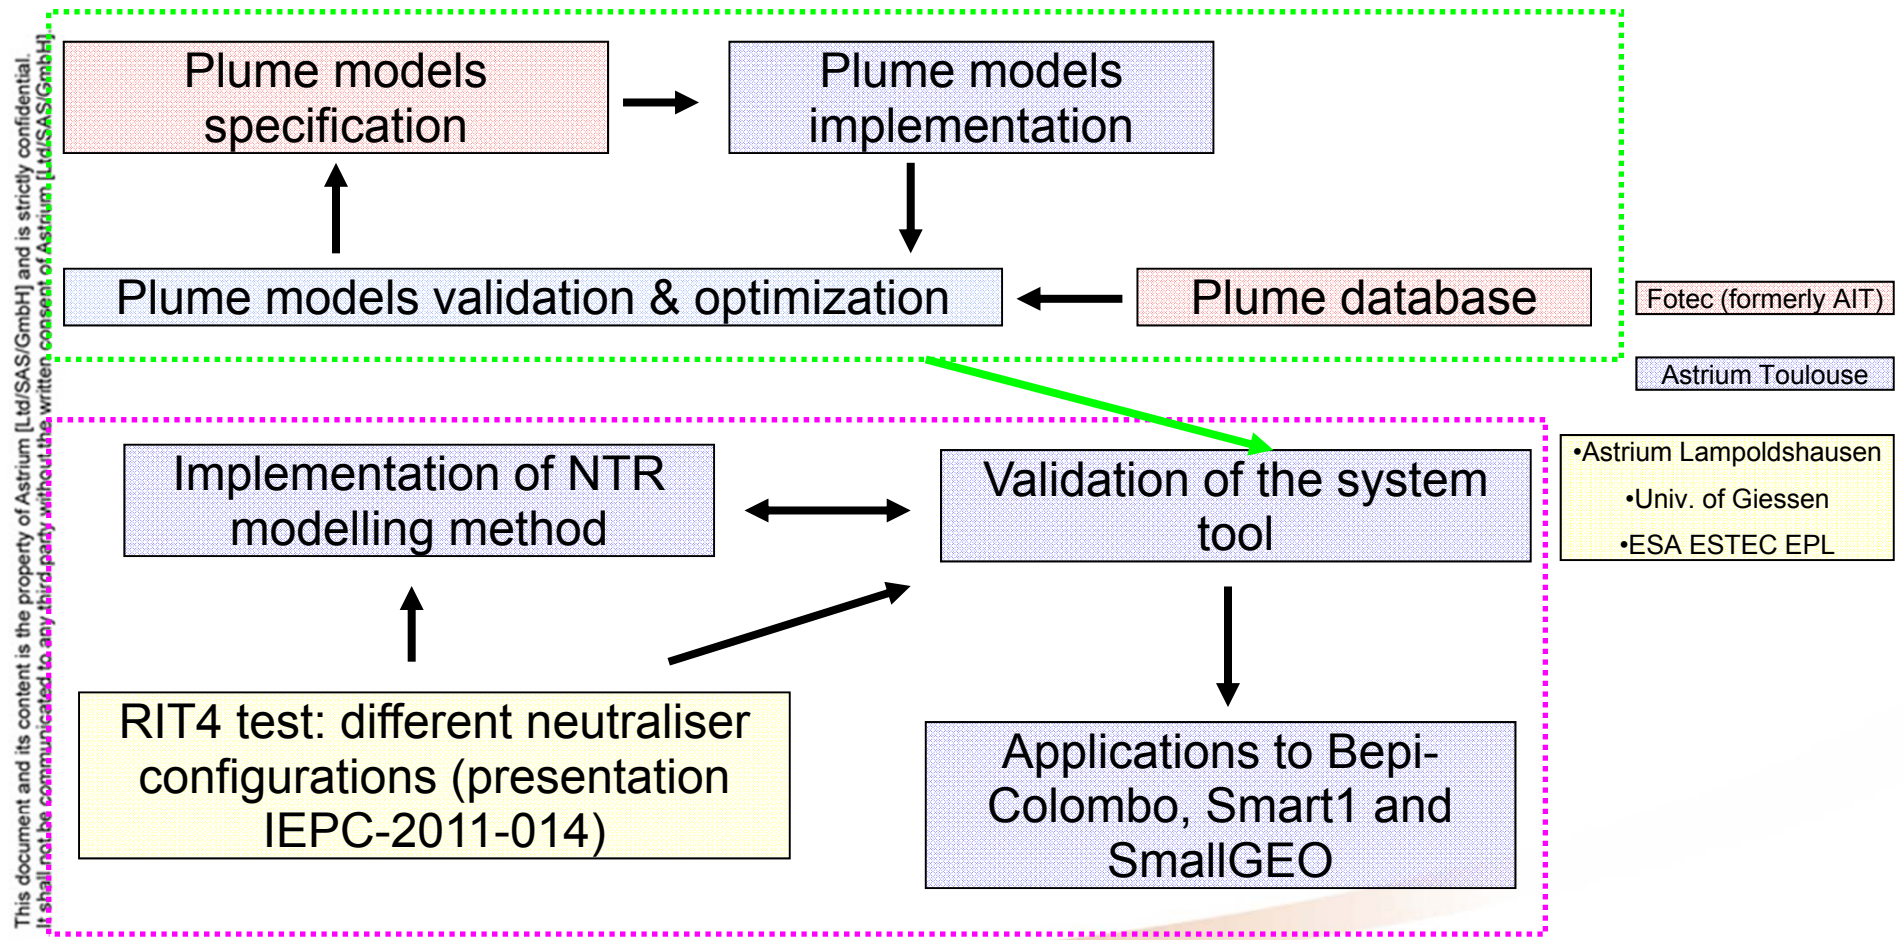 This document and its content is the property of Astrium [Ltd/SAS/GmbH] and is strictly confidential.
It shall not be communicated to any third party without the written consent of Astrium [Ltd/SAS/GmbH].
Plume models
specification
Plume models
implementation
Plume models validation & optimization
Plume database
Fotec (formerly AIT)
Astrium Toulouse
•Astrium Lampoldshausen
•Univ. of Giessen
•ESA ESTEC EPL
Implementation of NTR
modelling method
Validation of the system
tool
RIT4 test: different neutraliser
configurations (presentation
IEPC-2011-014)
Applications to Bepi-
Colombo, Smart1 and
SmallGEO